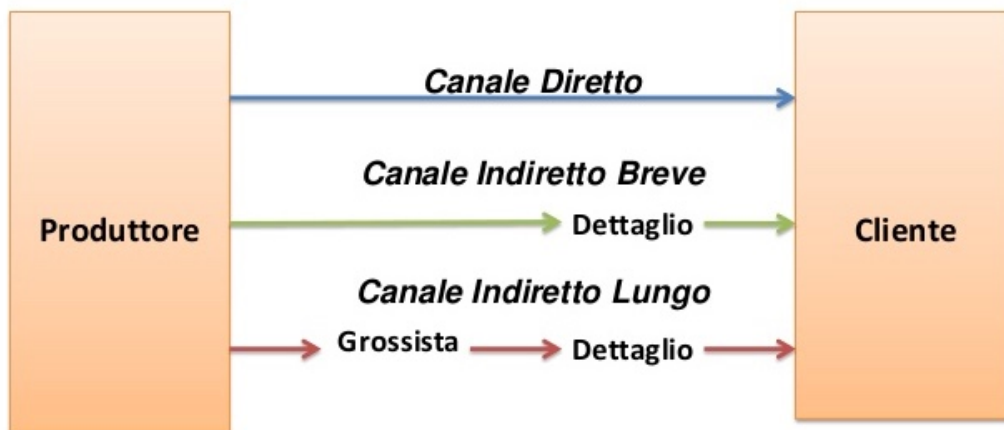 Canale Diretto
Canale Indiretto Breve
Produttore
Dettaglio
Cliente
Canale Indiretto Lungo
Grossista
Dettaglio